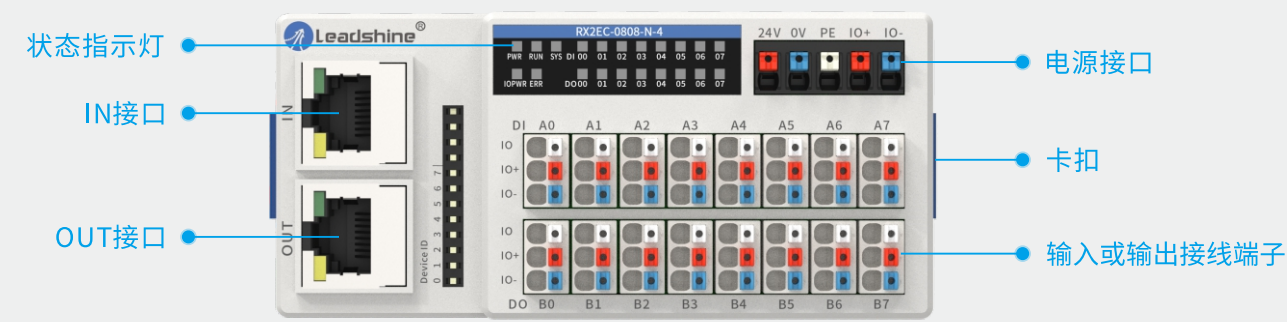 Leadshine®
RX2EC-0808-N-4
PWR RUN SYS DI 00 01 02 03 04 05 06 07
IOPWR ERR DO00 01 02 03 04 05 06 07
24V 0V PE IO+ IO-
状态指示灯
电源接口
IN接口
IN
DI A0 A1 A2 A3 A4 A5 A6 A7
IO
IO+
IO-
卡扣
OUT接口
OUT
Device ID
0 1 2 3 4 5 6 7
IO
IO+
IO-
输入或输出接线端子
DO B0 B1 B2 B3 B4 B5 B6 B7